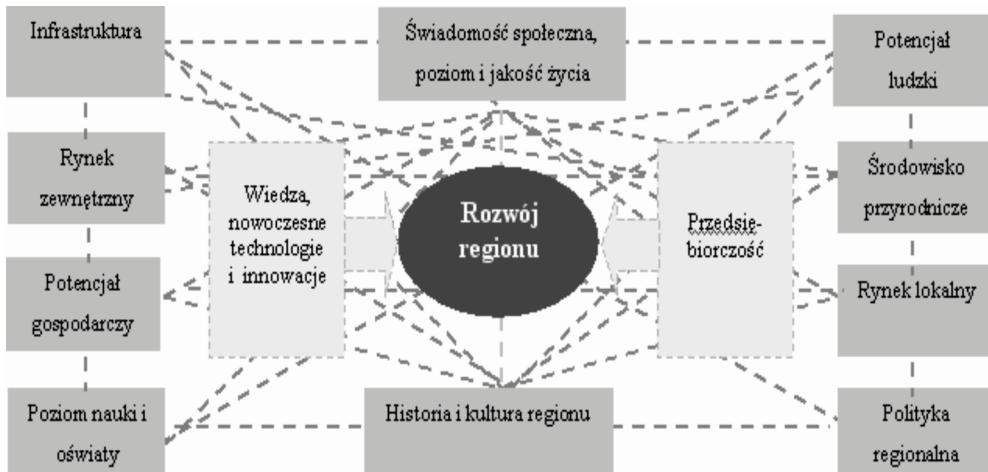 Infrastruktura
Świadomość społeczna,
poziom i jakość życia
Potencjał
ludzki
Rynek
zewnętrzny
Wiedza,
nowoczesne
technologie
i innowacje
Rozwój
regionu
Przedsię-
biorczość
Środowisko
przyrodnicze
Potencjał
gospodarczy
Rynek lokalny
Poziom nauki i
oświaty
Historia i kultura regionu
Polityka
regionalna